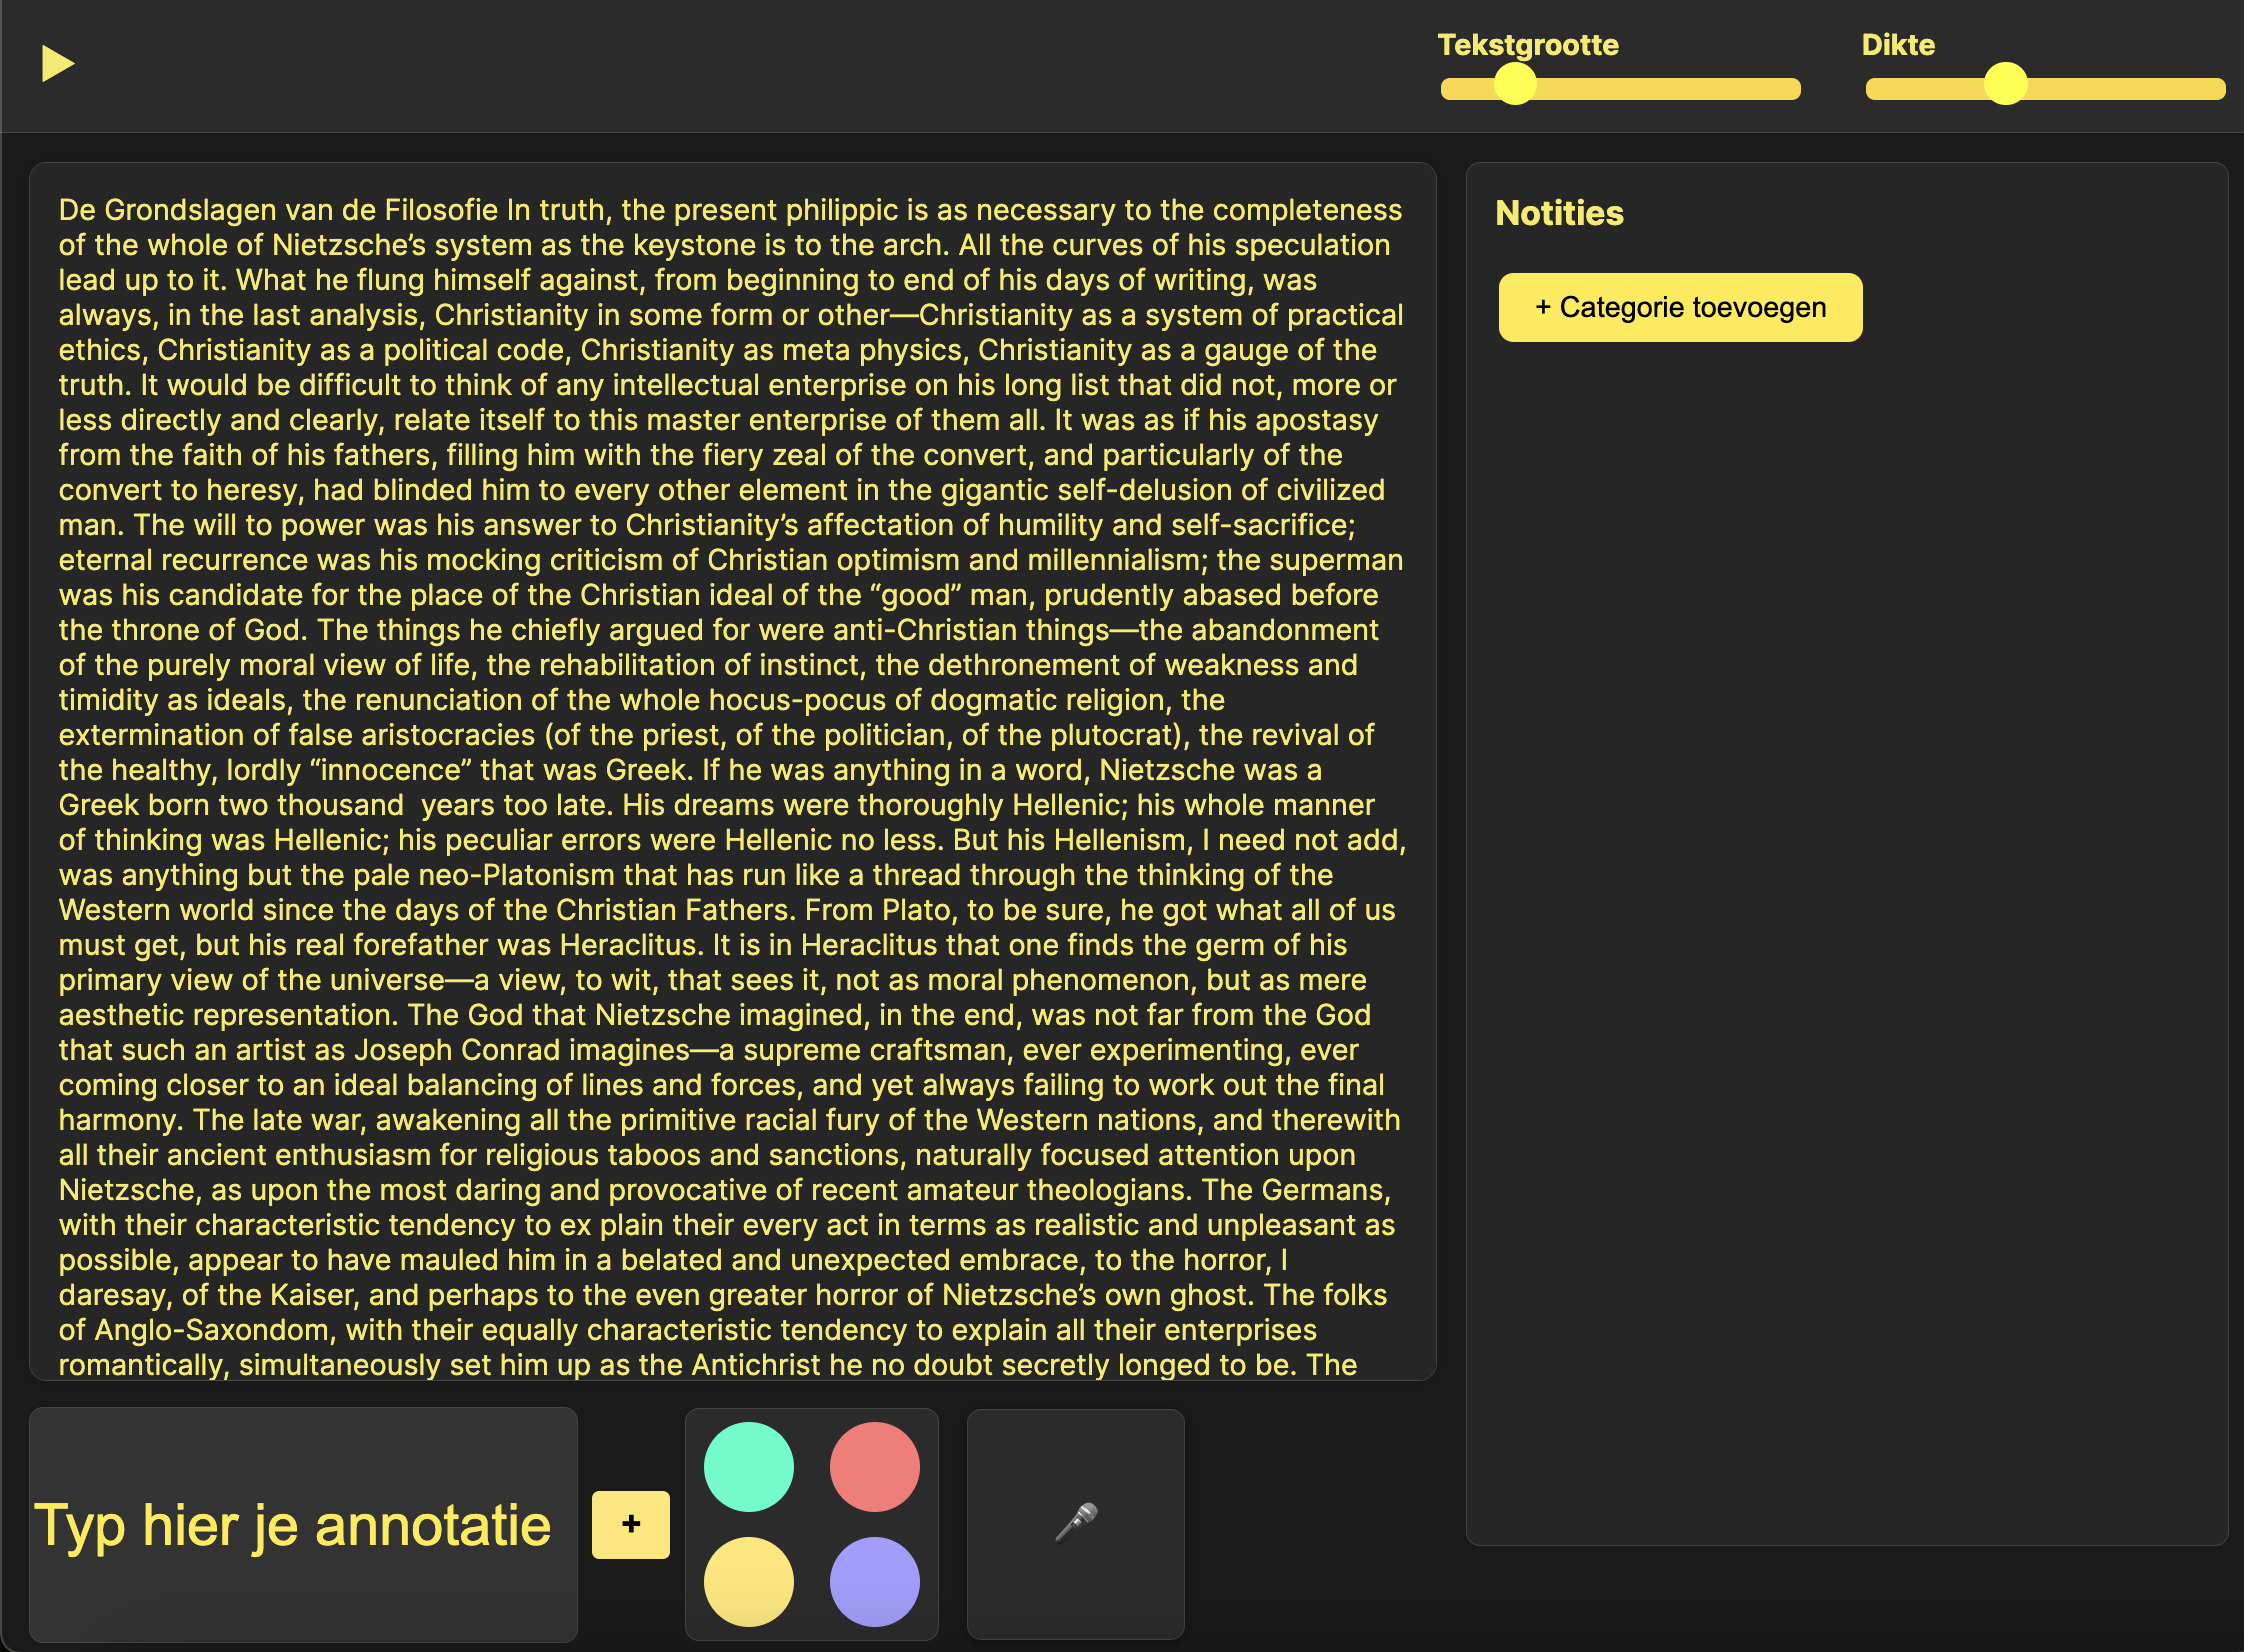 Tekstgrootte
Dikte
De Grondslagen van de Filosofie In truth, the present philippic is as necessary to the completeness
of the whole of Nietzsche’s system as the keystone is to the arch. All the curves of his speculation
lead up to it. What he flung himself against, from beginning to end of his days of writing, was
always, in the last analysis, Christianity in some form or other—Christianity as a system of practical
ethics, Christianity as a political code, Christianity as meta physics, Christianity as a gauge of the
truth. It would be difficult to think of any intellectual enterprise on his long list that did not, more or
less directly and clearly, relate itself to this master enterprise of them all. It was as if his apostasy
from the faith of his fathers, filling him with the fiery zeal of the convert, and particularly of the
convert to heresy, had blinded him to every other element in the gigantic self-delusion of civilized
man. The will to power was his answer to Christianity’s affectation of humility and self-sacrifice;
eternal recurrence was his mocking criticism of Christian optimism and millennialism; the superman
was his candidate for the place of the Christian ideal of the “good” man, prudently abased before
the throne of God. The things he chiefly argued for were anti-Christian things—the abandonment
of the purely moral view of life, the rehabilitation of instinct, the dethronement of weakness and
timidity as ideals, the renunciation of the whole hocus-pocus of dogmatic religion, the
extermination of false aristocracies (of the priest, of the politician, of the plutocrat), the revival of
the healthy, lordly “innocence” that was Greek. If he was anything in a word, Nietzsche was a
Greek born two thousand  years too late. His dreams were thoroughly Hellenic; his whole manner
of thinking was Hellenic; his peculiar errors were Hellenic no less. But his Hellenism, I need not add,
was anything but the pale neo-Platonism that has run like a thread through the thinking of the
Western world since the days of the Christian Fathers. From Plato, to be sure, he got what all of us
must get, but his real forefather was Heraclitus. It is in Heraclitus that one finds the germ of his
primary view of the universe—a view, to wit, that sees it, not as moral phenomenon, but as mere
aesthetic representation. The God that Nietzsche imagined, in the end, was not far from the God
that such an artist as Joseph Conrad imagines—a supreme craftsman, ever experimenting, ever
coming closer to an ideal balancing of lines and forces, and yet always failing to work out the final
harmony. The late war, awakening all the primitive racial fury of the Western nations, and therewith
all their ancient enthusiasm for religious taboos and sanctions, naturally focused attention upon
Nietzsche, as upon the most daring and provocative of recent amateur theologians. The Germans,
with their characteristic tendency to ex plain their every act in terms as realistic and unpleasant as
possible, appear to have mauled him in a belated and unexpected embrace, to the horror, I
daresay, of the Kaiser, and perhaps to the even greater horror of Nietzsche’s own ghost. The folks
of Anglo-Saxondom, with their equally characteristic tendency to explain all their enterprises
romantically, simultaneously set him up as the Antichrist he no doubt secretly longed to be. The
Notities
+ Categorie toevoegen
Typ hier je annotatie
+